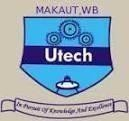 MAKAUT,WB
Utech
In Pursuit Of Knowledge And Excellence